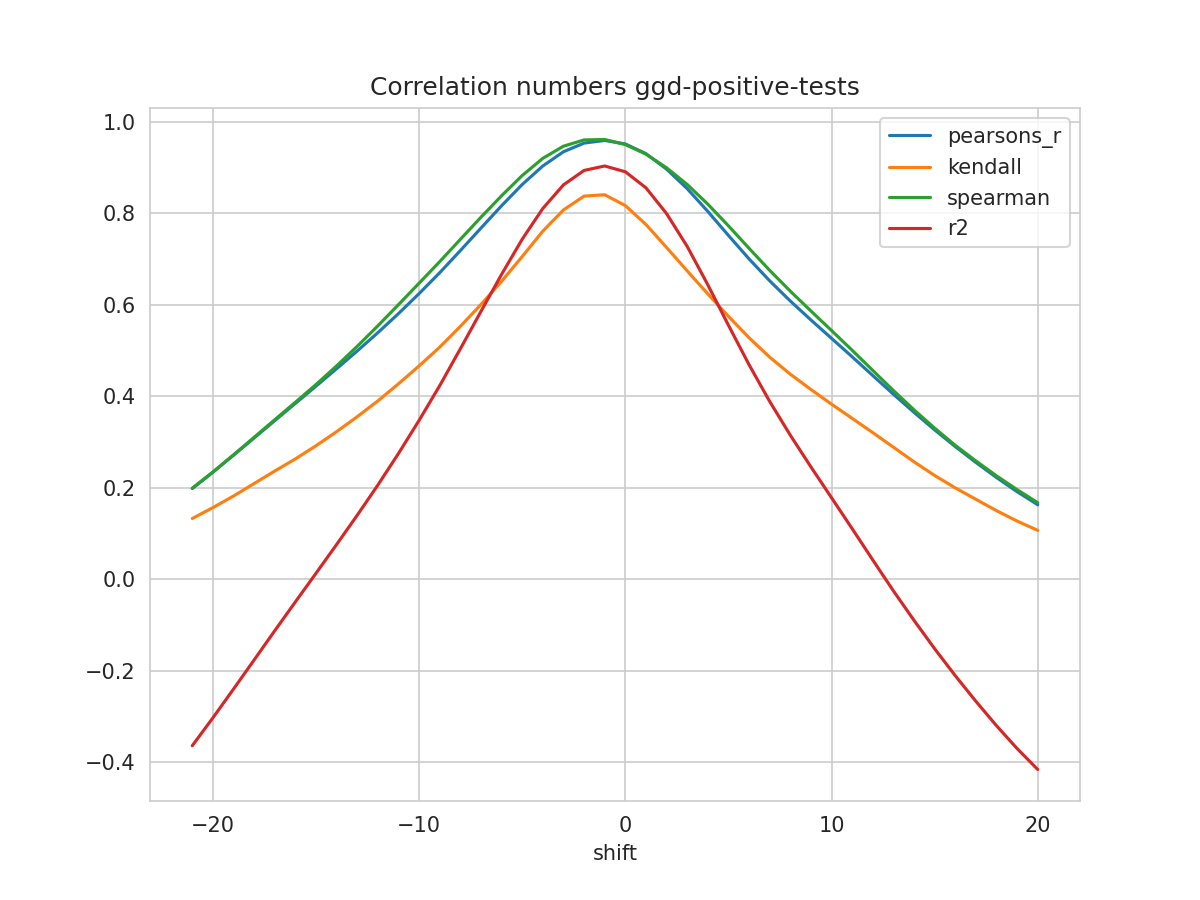 Correlation numbers ggd-positive-tests
pearsons_r
kendall
spearman
r2
1.0
0.8
0.6
0.4
0.2
0.0
−0.2
−0.4
−20
−10
0
10
20
shift